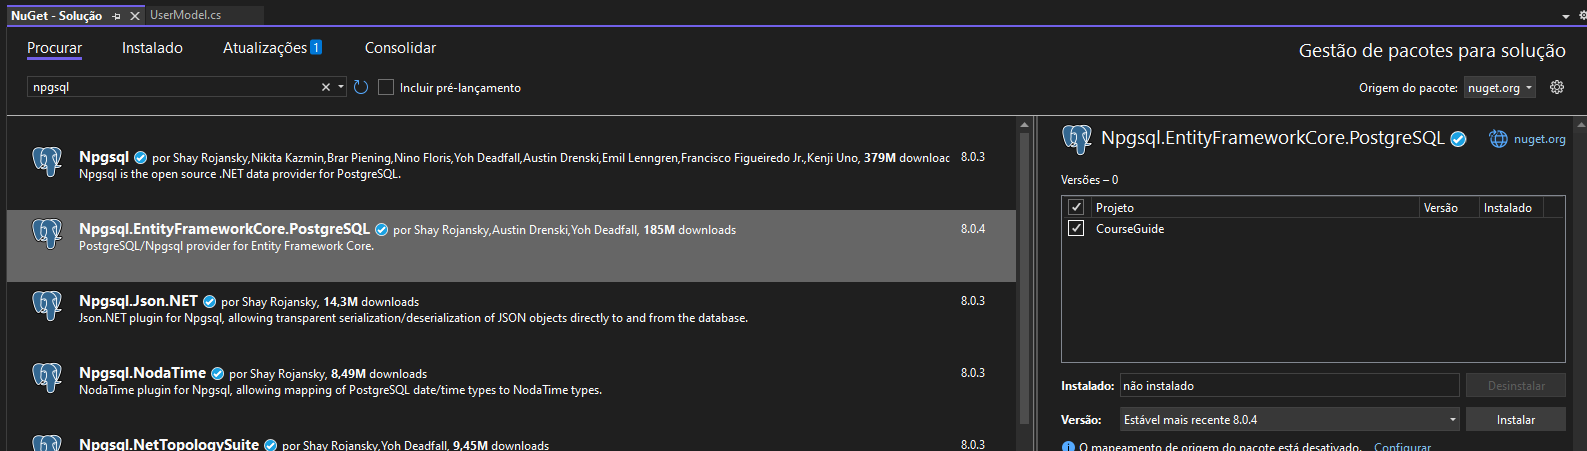 NuGet - Solução
UserModel.cs
Procurar Instalado Atualizações 1 Consolidar
Gestão de pacotes para solução
npgsql
Incluir pré-lançamento
Origem do pacote: nuget.org
Npgsql por Shay Rojansky,Nikita Kazmin,Brar Piening,Nino Floris,Yoh Deadfall,Austin Drenski,Emil Lenngren,Francisco Figueiredo Jr.,Kenji Uno, 379M downloac 8.0.3
Npgsql is the open source .NET data provider for PostgreSQL.
Npgsql.EntityFrameworkCore.PostgreSQL por Shay Rojansky,Austin Drenski,Yoh Deadfall, 185M downloads 8.0.4
PostgreSQL/Npgsql provider for Entity Framework Core.
Npgsql.Json.NET por Shay Rojansky, 14,3M downloads 8.0.3
Json.NET plugin for Npgsql, allowing transparent serialization/deserialization of JSON objects directly to and from the database.
Npgsql.NodaTime por Shay Rojansky, 8,49M downloads 8.0.3
NodaTime plugin for Npgsql, allowing mapping of PostgreSQL date/time types to NodaTime types.
Npgsql.NetTopologySuite por Shay Rojansky,Yoh Deadfall, 9,45M downloads 8.0.3
Npgsql.EntityFrameworkCore.PostgreSQL nuget.org
Versões – 0
Projeto Versão Instalado
CourseGuide
Instalado: não instalado Desinstalar
Versão: Estável mais recente 8.0.4 Instalar
O mapeamento de origem do pacote está desativado. Configurar